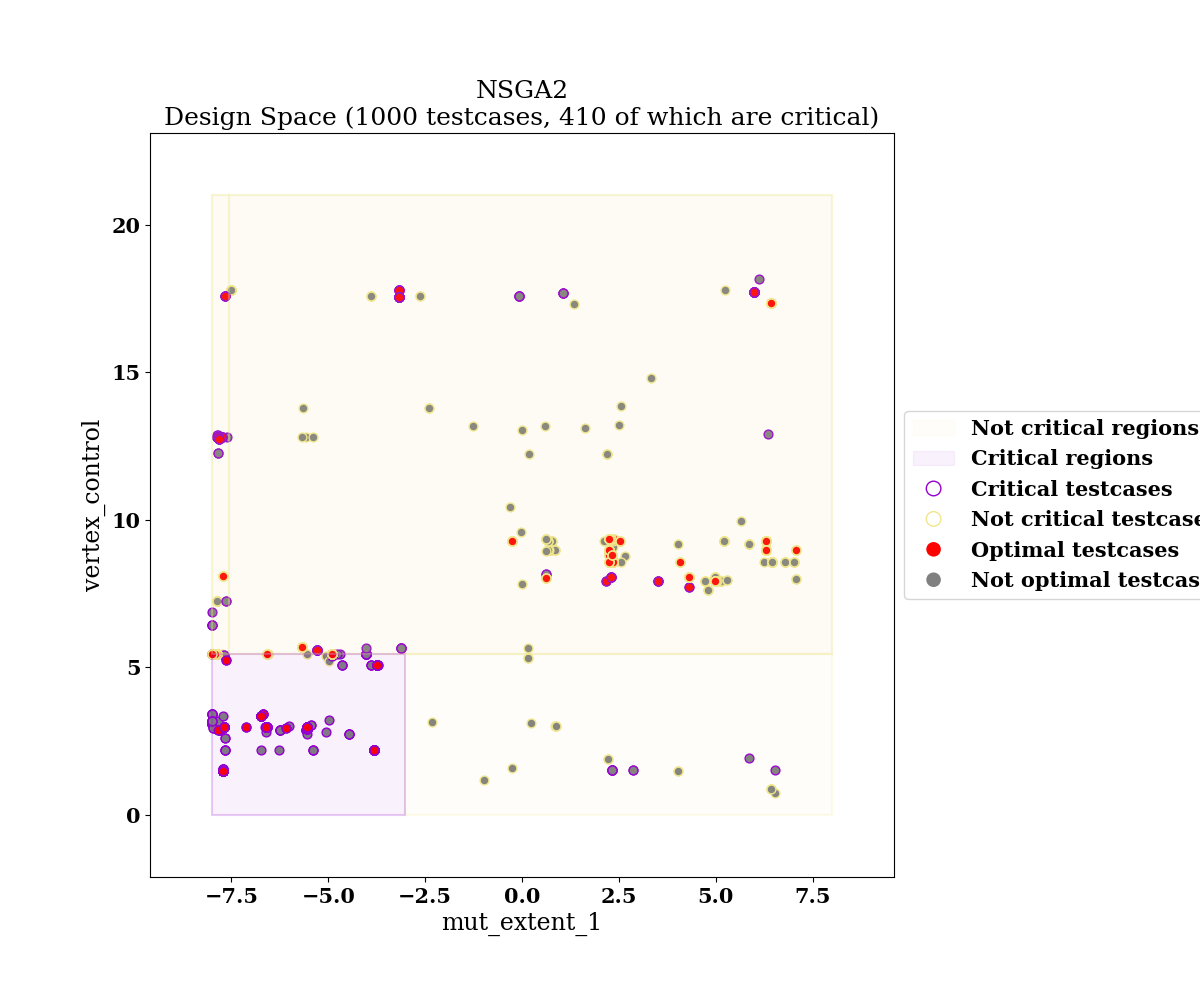 NSGA2
Design Space (1000 testcases, 410 of which are critical)
vertex_control
20
15
10
5
0
−7.5
−5.0
−2.5
0.0
2.5
5.0
7.5
mut_extent_1
Not critical regions
Critical regions
Critical testcases
Not critical testcase
Optimal testcases
Not optimal testcas